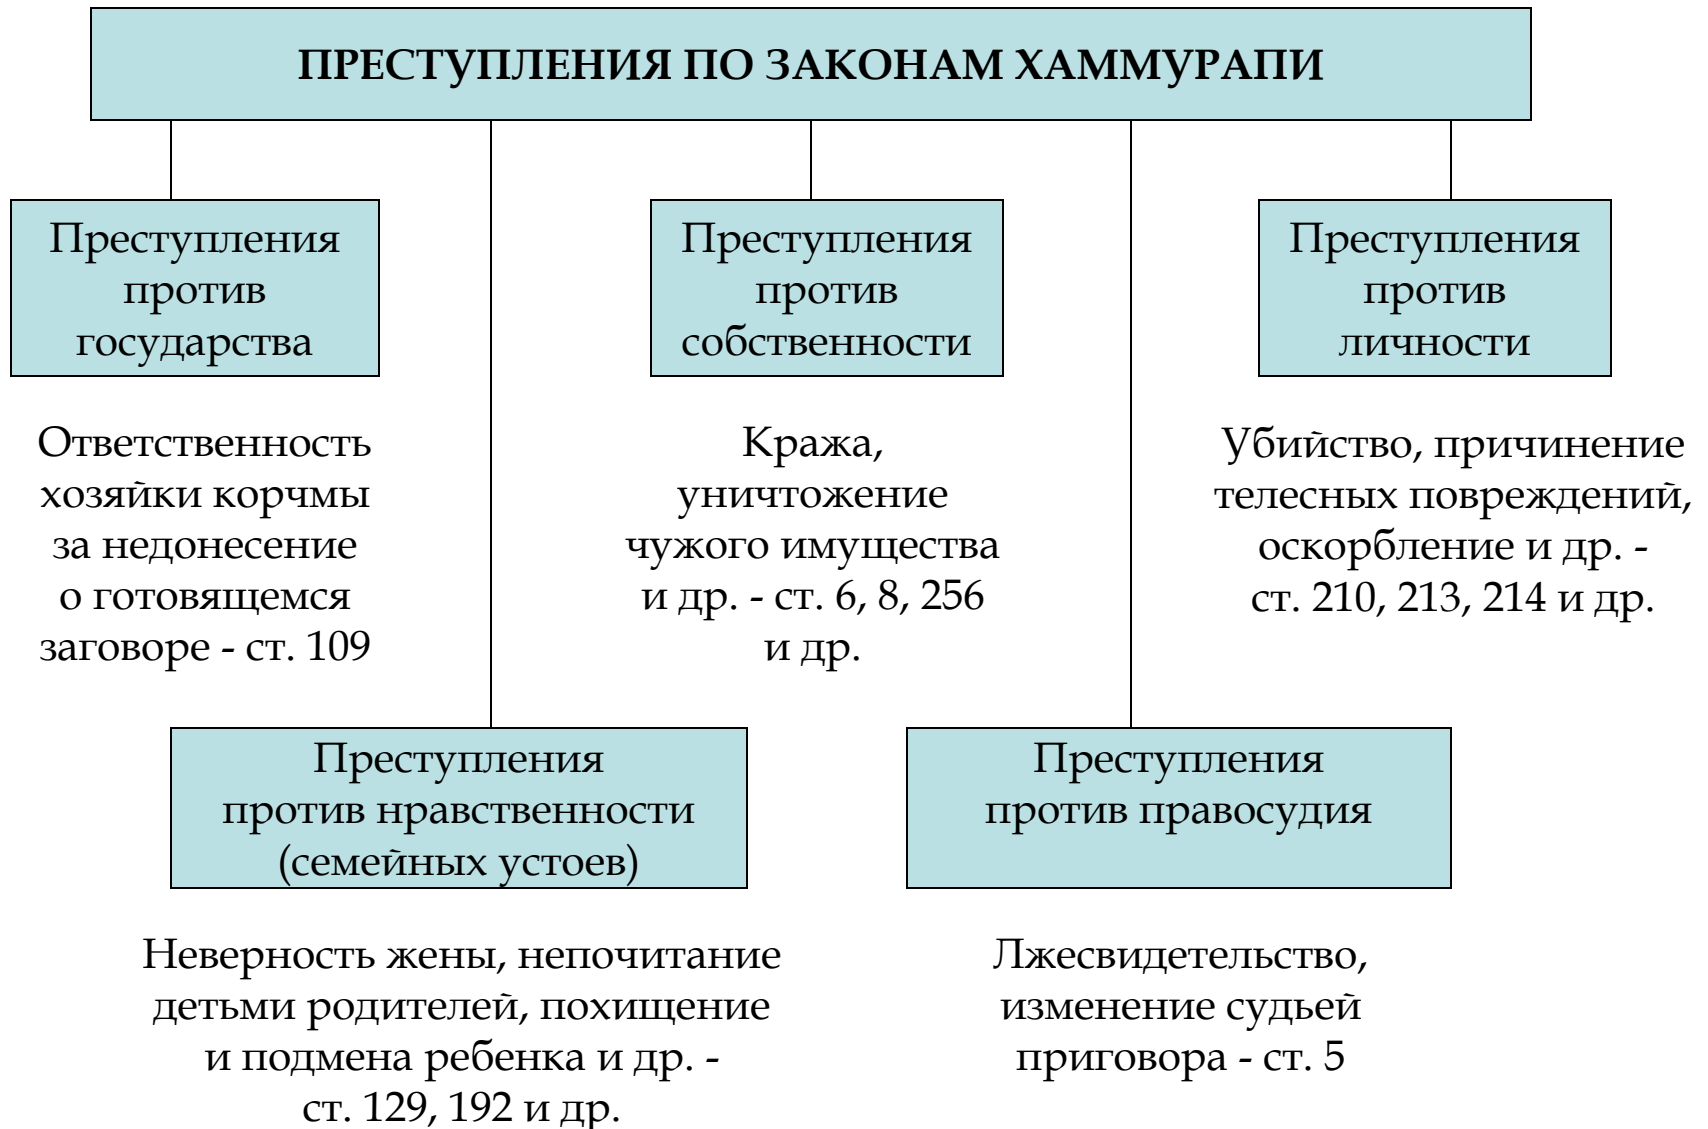 ПРЕСТУПЛЕНИЯ ПО ЗАКОНАМ ХАММУРАПИ
Преступления
против
государства
Ответственность
хозяйки корчмы
за недонесение
о готовящемся
заговоре - ст. 109
Преступления
против
собственности
Кража,
уничтожение
чужого имущества
и др. - ст. 6, 8, 256
и др.
Преступления
против
личности
Убийство, причинение
телесных повреждений,
оскорбление и др. -
ст. 210, 213, 214 и др.
Преступления
против нравственности
(семейных устоев)
Неверность жены, непочитание
детьми родителей, похищение
и подмена ребенка и др. -
ст. 129, 192 и др.
Преступления
против правосудия
Лжесвидетельство,
изменение судьей
приговора - ст. 5